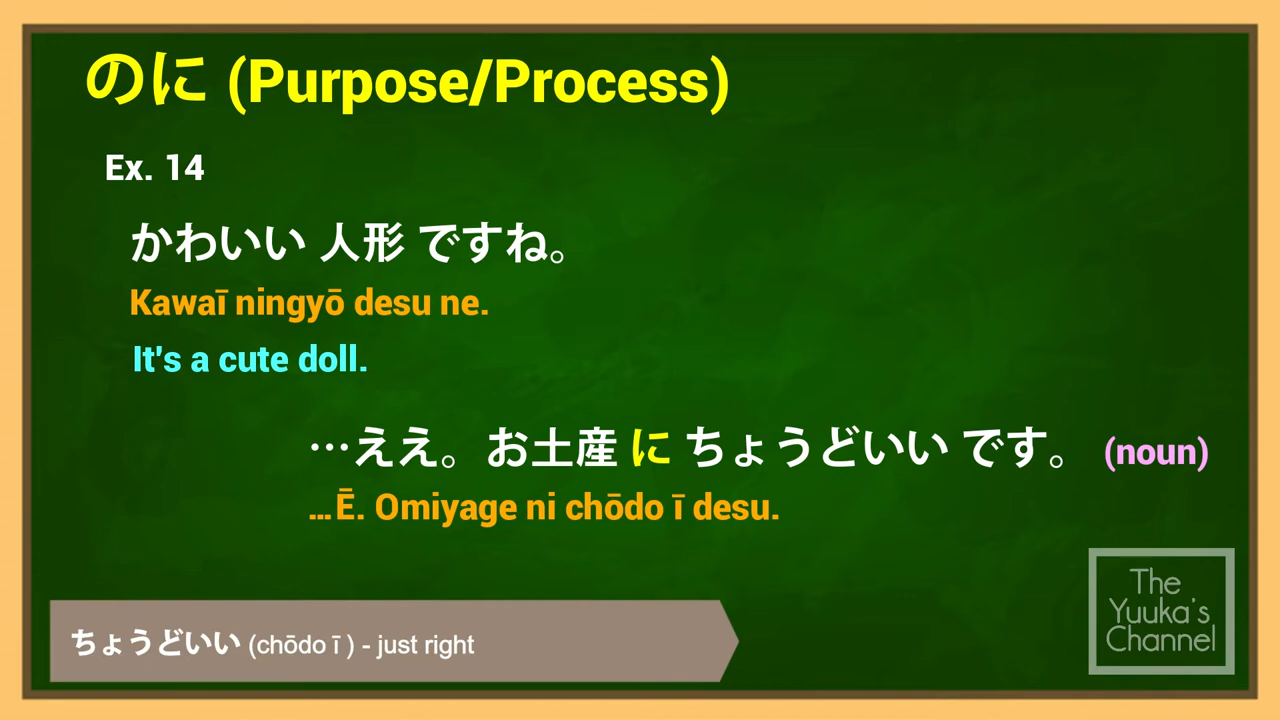 のに (Purpose/Process)
Ex. 14
かわいい 人形 ですね。
Kawaī ningyō desu ne.
It's a cute doll.
…ええ。お土産 に ちょうどいい です。 (noun)
...Ē. Omiyage ni chōdo ī desu.
ちょうどいい (chōdo ī ) - just right
The
Yuuka's
Channel